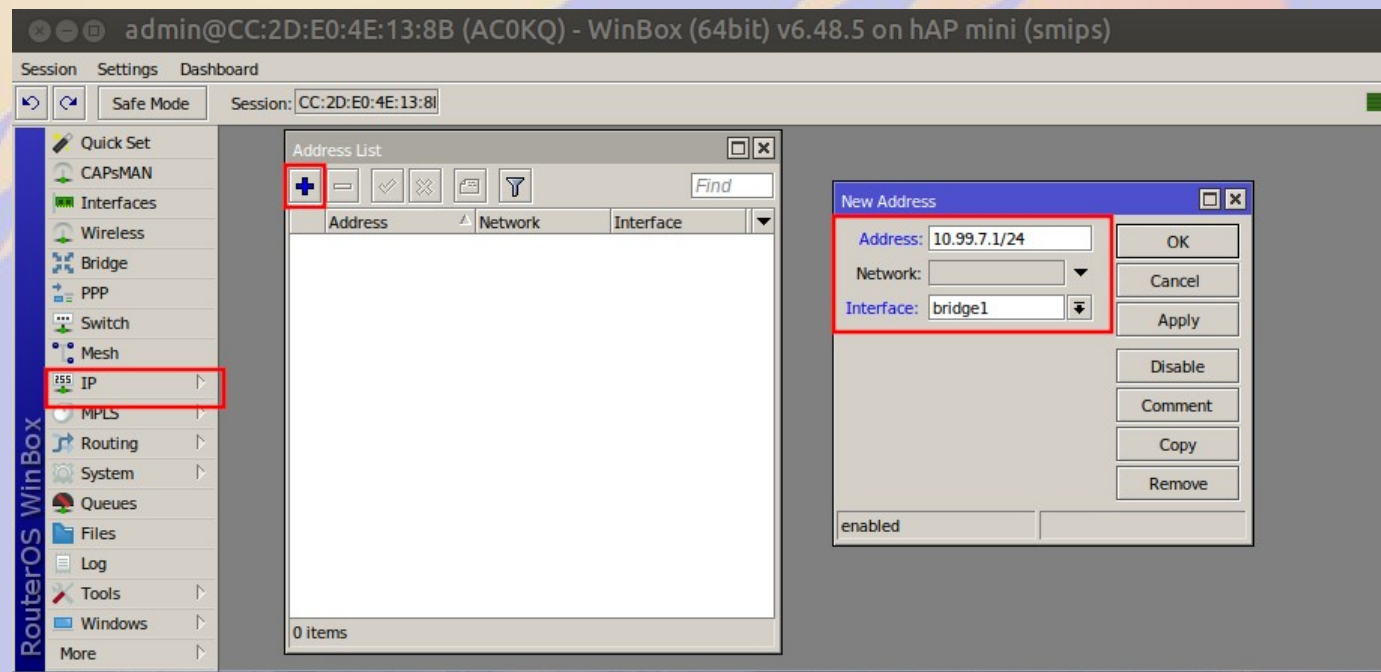 admin@CC:2D:E0:4E:13:8B (AC0KQ) - WinBox (64bit) v6.48.5 on hAP mini (smips)
Session Settings Dashboard
Safe Mode Session: CC:2D:E0:4E:13:8
Quick Set
CAPsMAN
Interfaces
Wireless
Bridge
PPP
Switch
Mesh
255 IP
MPLS
Routing
System
Queues
Files
Log
Tools
Windows
More
RouterOS WinBox
Address List
Find
Address Network Interface
0 items
New Address
Address: 10.99.7.1/24
Network:
Interface: bridge1
OK
Cancel
Apply
Disable
Comment
Copy
Remove
enabled